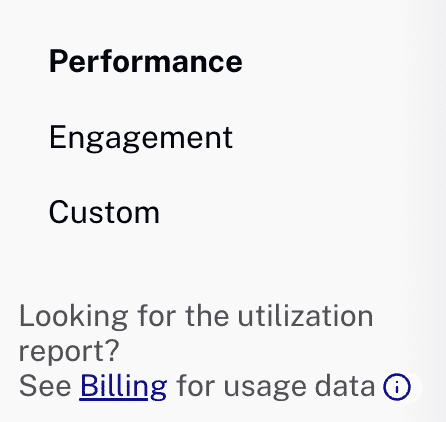 Performance
Engagement
Custom
Looking for the utilization
report?
See Billing for usage data